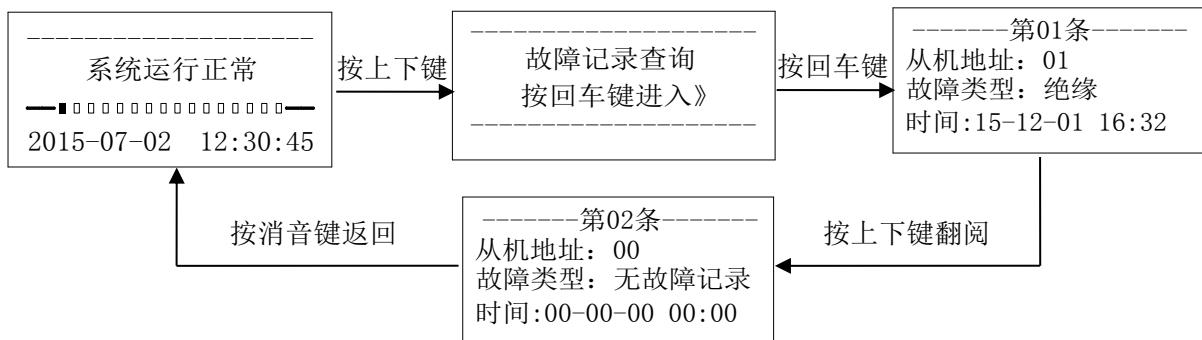 --------------------
系统运行正常
2015-07-02 12:30:45
按上下键
--------------------
故障记录查询
按回车键进入》
--------------------
按回车键
-------第01条-------
从机地址：01
故障类型：绝缘
时间:15-12-01 16:32
按上下键翻阅
-------第02条-------
从机地址：00
故障类型：无故障记录
时间:00-00-00 00:00
按消音键返回